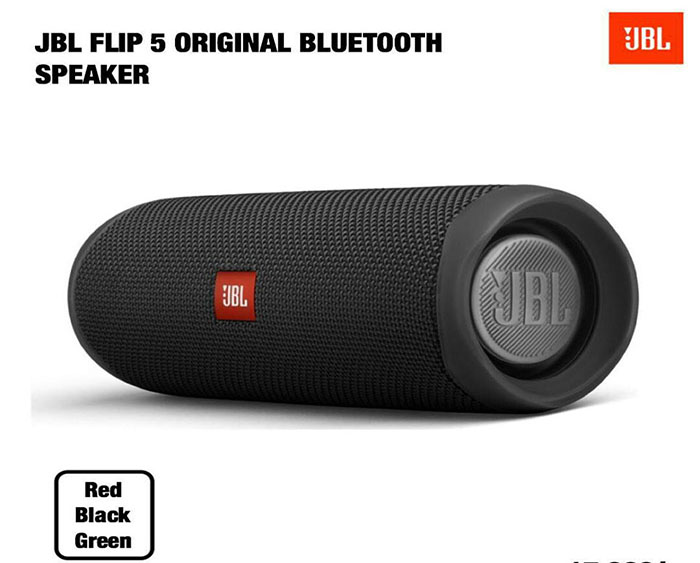 JBL FLIP 5 ORIGINAL BLUETOOTH
SPEAKER
JBL
JBL
JBL
Red
Black
Green